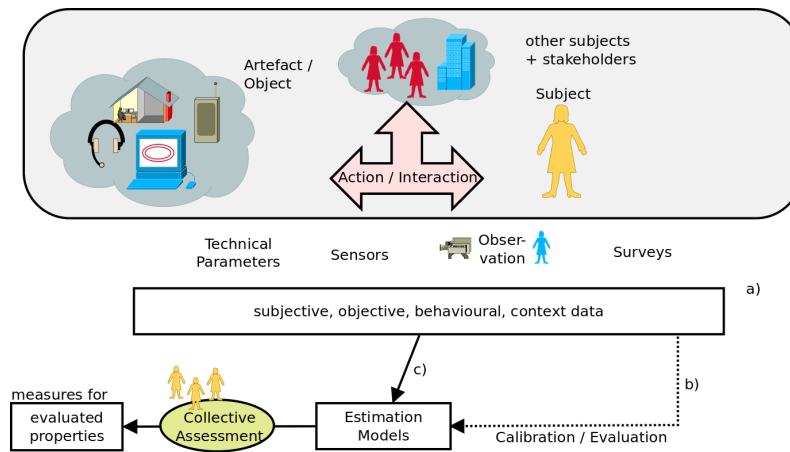 Artefact /
Object
other subjects
+ stakeholders
Subject
Action / Interaction
Technical
Parameters
Sensors
Obser-
vation
Surveys
a)
subjective, objective, behavioural, context data
c)
b)
measures for
evaluated
properties
Collective
Assessment
Estimation
Models
Calibration / Evaluation